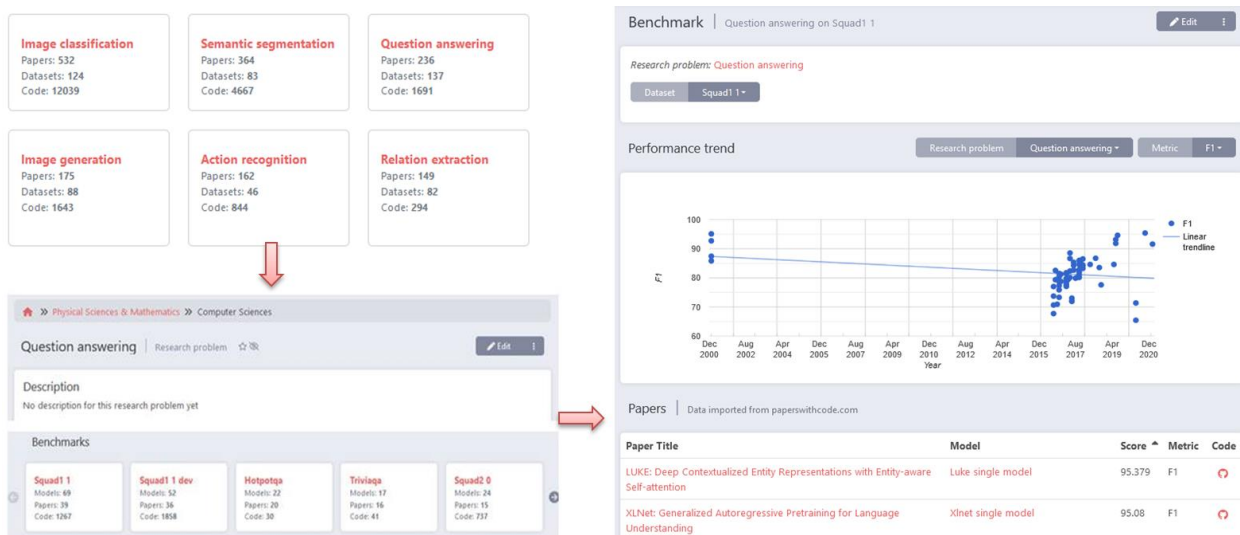 Image classification
Papers: 532
Datasets: 124
Code: 12039
Semantic segmentation
Papers: 364
Datasets: 83
Code: 4667
Question answering
Papers: 236
Datasets: 137
Code: 1691
Image generation
Papers: 175
Datasets: 88
Code: 1643
Action recognition
Papers: 162
Datasets: 46
Code: 844
Relation extraction
Papers: 149
Datasets: 82
Code: 294
» Physical Sciences & Mathematics » Computer Sciences
Question answering | Research problem
Edit
Description
No description for this research problem yet
Benchmarks
Squad1 1
Models: 69
Papers: 39
Code: 1267
Squad1 1 dev
Models: 52
Papers: 36
Code: 1858
Hotpotqa
Models: 22
Papers: 20
Code: 30
Triviaqa
Models: 17
Papers: 16
Code: 41
Squad2 0
Models: 24
Papers: 15
Code: 737
Benchmark | Question answering on Squad1 1
Edit
Research problem: Question answering
Dataset Squad1 1
Performance trend
Research problem Question answering
Metric F1
100
90
80
70
60
F1
Dec 2000
Aug 2002
Apr 2004
Dec 2005
Aug 2007
Apr 2009
Dec 2010
Aug 2012
Apr 2014
Dec 2015
Aug 2017
Apr 2019
Dec 2020
Year
F1
Linear
trendline
Papers | Data imported from paperswithcode.com
Paper Title Model Score Metric Code
LUKE: Deep Contextualized Entity Representations with Entity-aware Luke single model 95.379 F1
Self-attention
XLNet: Generalized Autoregressive Pretraining for Language Xlnet single model 95.08 F1
Understanding